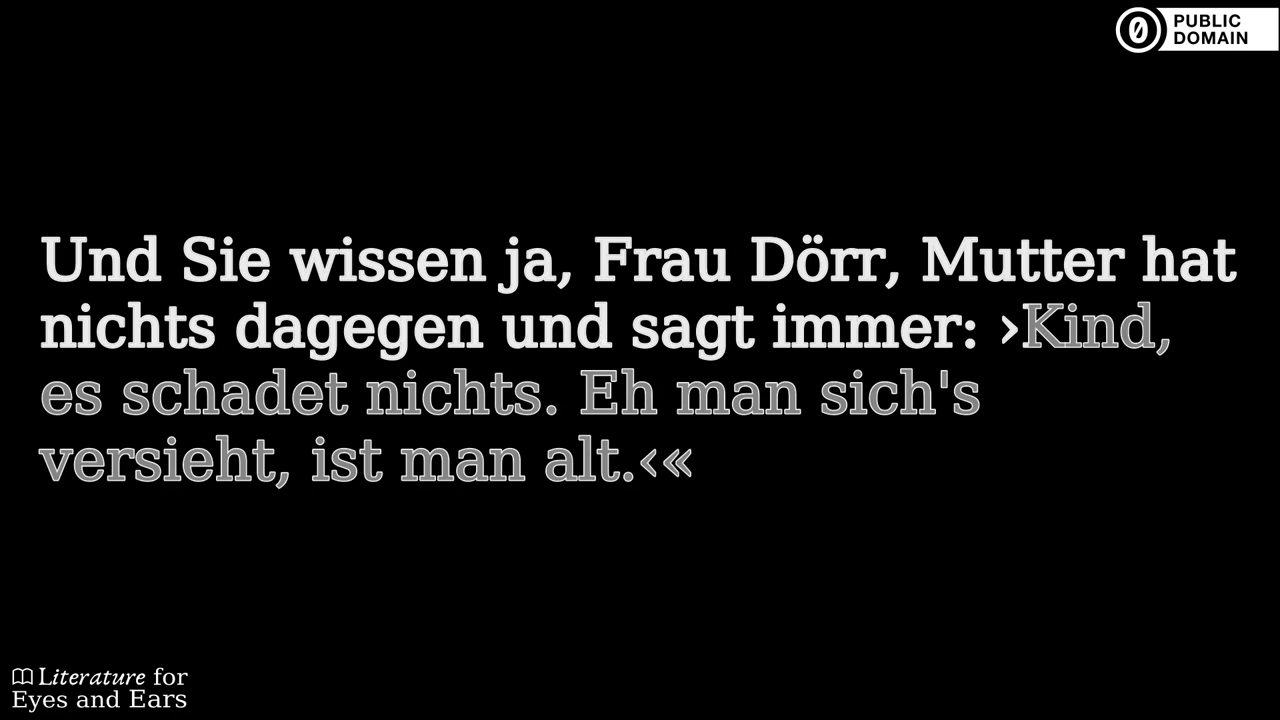 PUBLIC
DOMAIN
Und Sie wissen ja, Frau Dörr, Mutter hat
nichts dagegen und sagt immer: ›Kind,
es schadet nichts. Eh man sich's
versieht, ist man alt.‹«
Literature for
Eyes and Ears